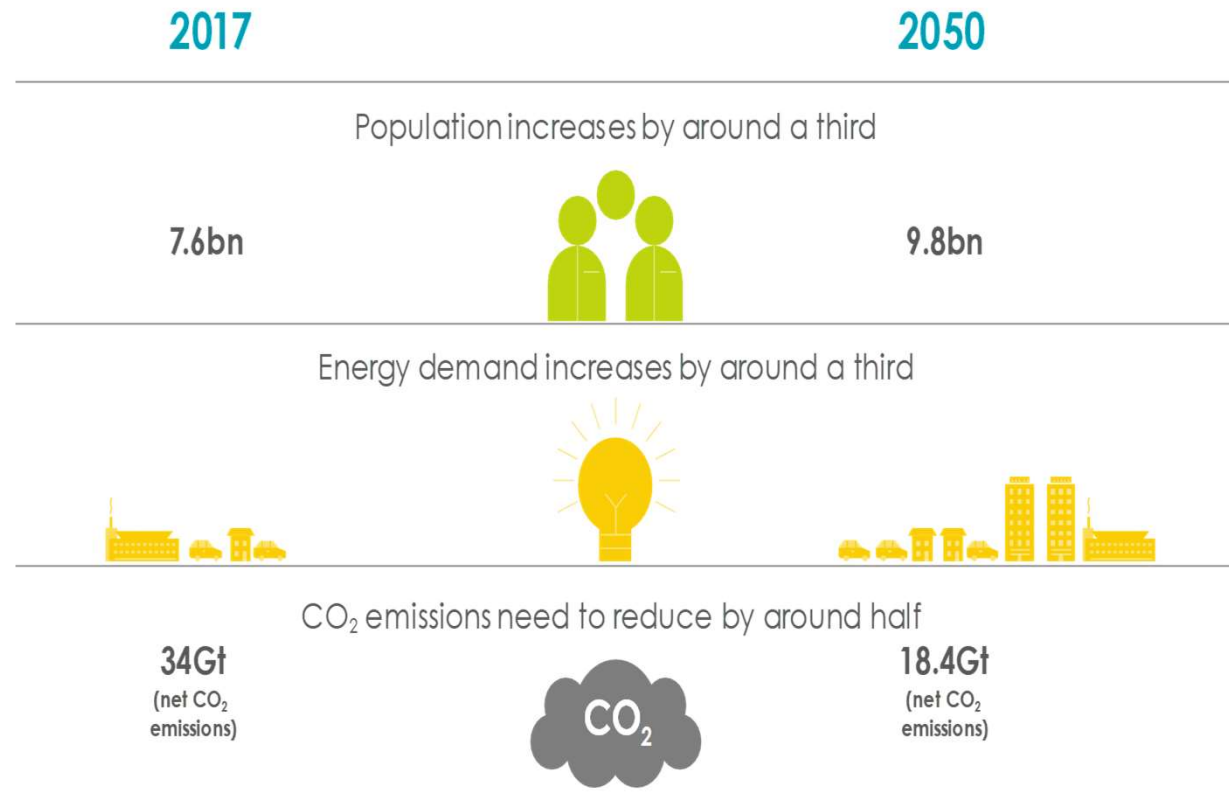 2017 2050
Population increases by around a third
7.6bn 9.8bn
Energy demand increases by around a third
CO₂ emissions need to reduce by around half
34Gt 18.4Gt
(net CO₂ (net CO₂
emissions) emissions)
CO₂